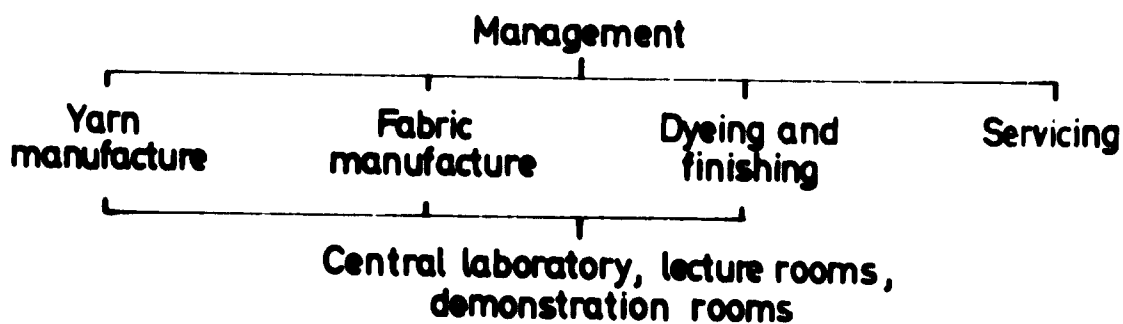 Management
Yarn
manufacture
Fabric
manufacture
Dyeing and
finishing
Servicing
Central laboratory, lecture rooms,
demonstration rooms